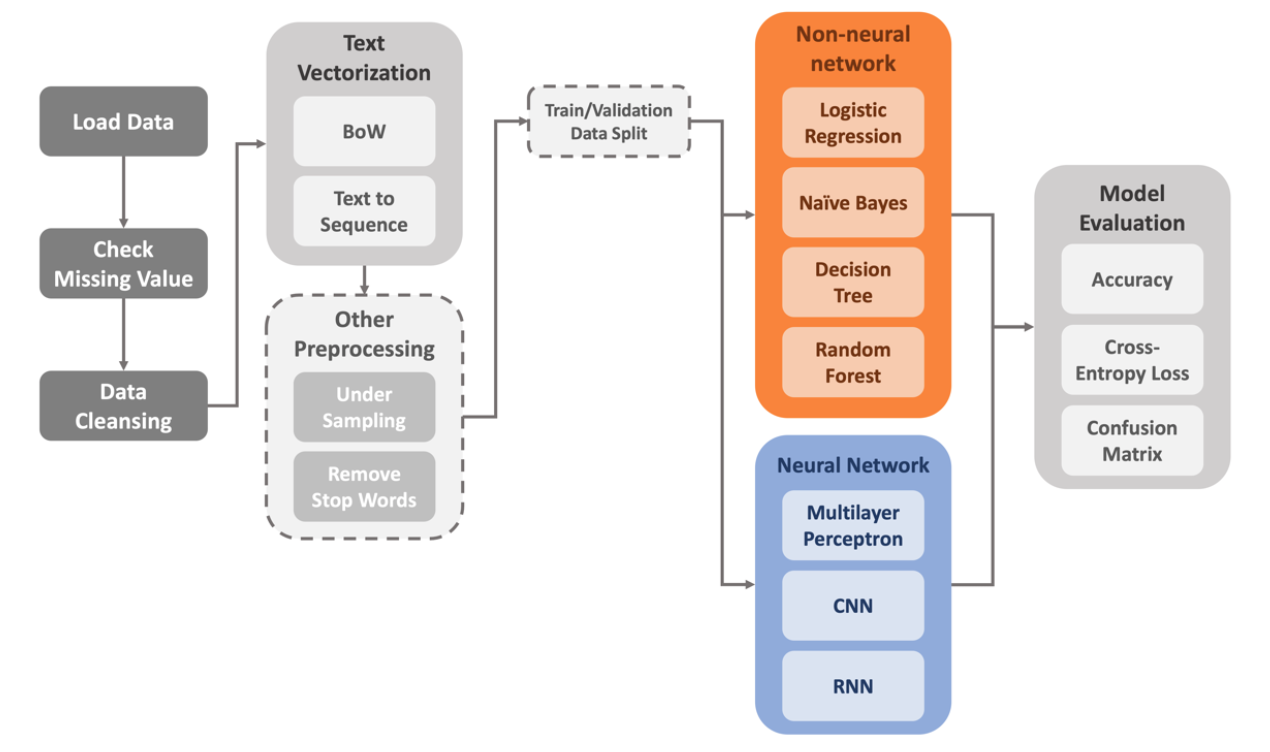 Load Data
Check
Missing Value
Data
Cleansing
Text
Vectorization
BoW
Text to
Sequence
Other
Preprocessing
Under
Sampling
Remove
Stop Words
Train/Validation
Data Split
Non-neural
network
Logistic
Regression
Naïve Bayes
Decision
Tree
Random
Forest
Neural Network
Multilayer
Perceptron
CNN
RNN
Model
Evaluation
Accuracy
Cross-
Entropy Loss
Confusion
Matrix